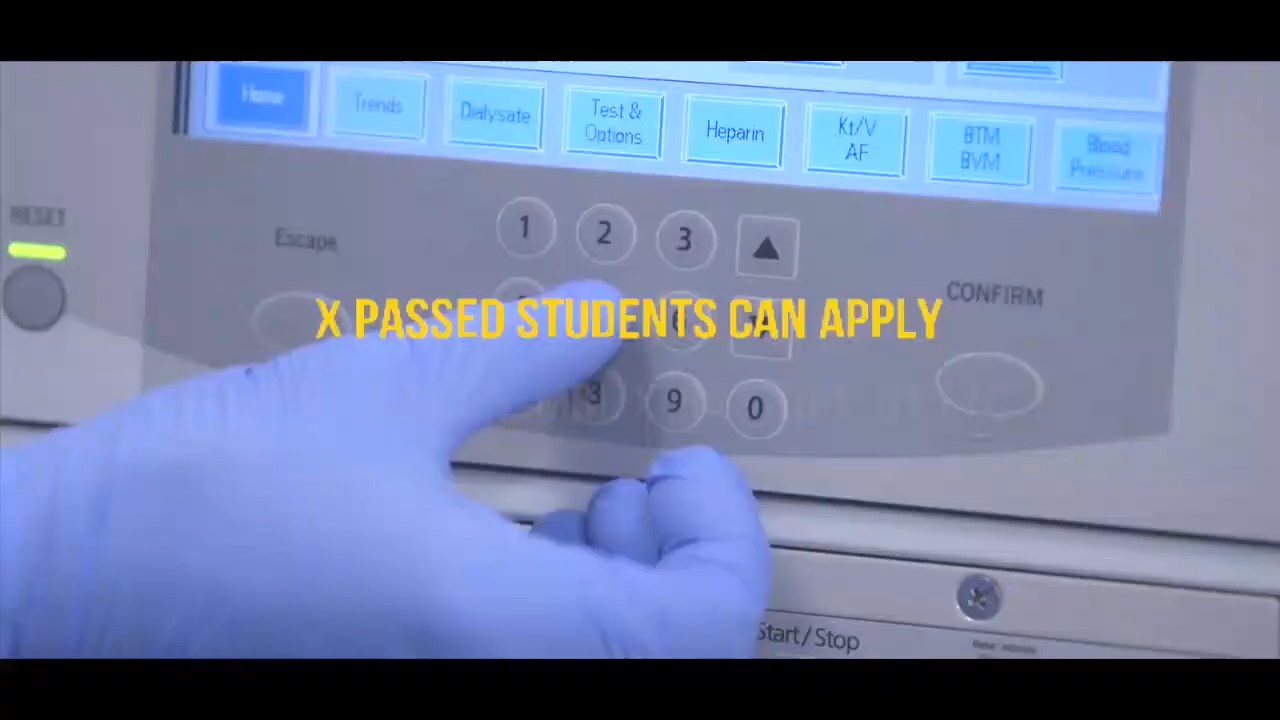 Home
Trends
Dialysate
Test &
Options
Heparin
Kt/V
AF
BTM
BVM
Blood
Pressure
RESET
Escape
1
2
3
CONFIRM
X PASSED STUDENTS CAN APPLY
6
9
0
Start/Stop